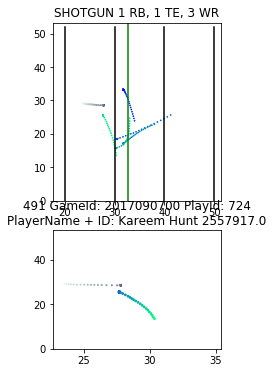 SHOTGUN 1 RB, 1 TE, 3 WR
50
40
30
20
10
0
20 30 40 50
491 GameId: 2017090700 PlayId: 724
PlayerName + ID: Kareem Hunt 2557917.0
40
20
0
25 30 35